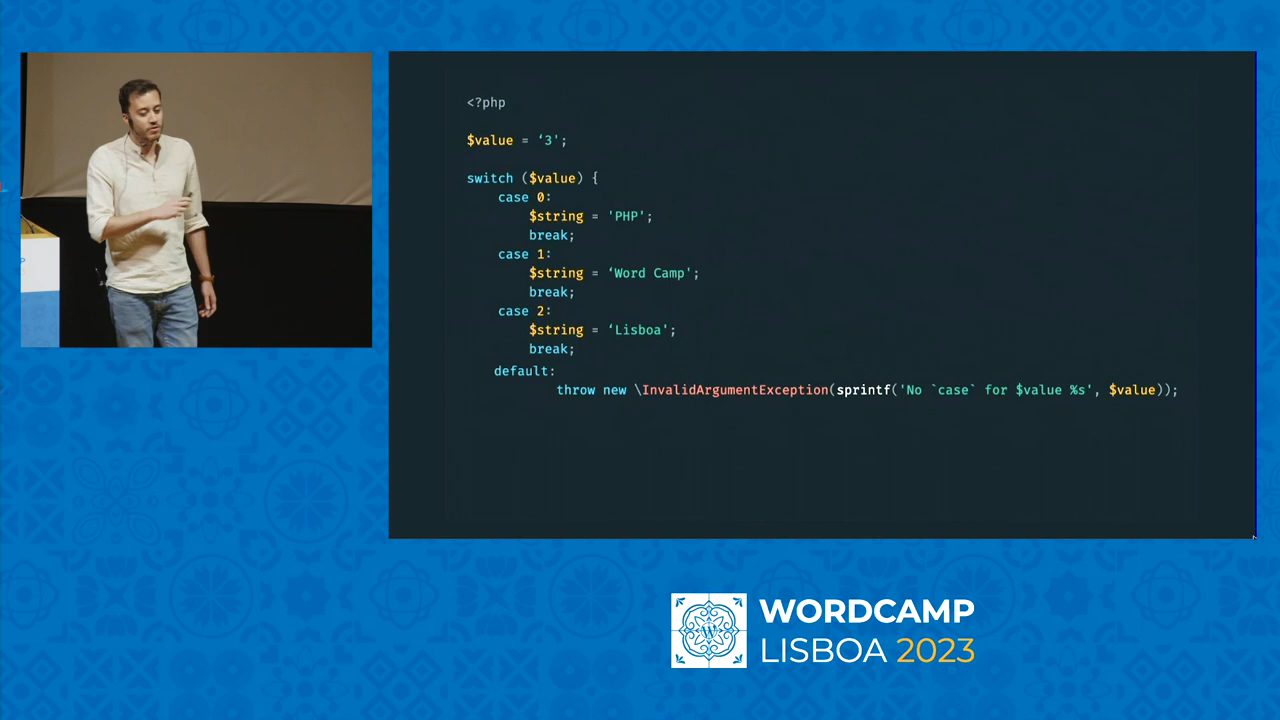 <?php
$value = ‘3';
switch ($value) {
case 0:
$string = 'PHP';
break;
case 1:
$string = ‘Word Camp';
break;
case 2:
$string = ‘Lisboa';
break;
default:
throw new \InvalidArgumentException(sprintf('No `case` for $value %s', $value));
WORDCAMP
LISBOA 2023